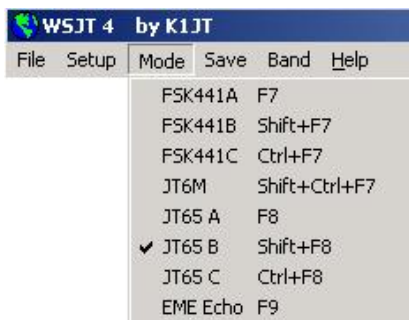 WSJT 4 by K1JT
File Setup Mode Save Band Help
FSK441A F7
FSK441B Shift+F7
FSK441C Ctrl+F7
JT6M Shift+Ctrl+F7
JT65 A F8
JT65 B Shift+F8
JT65 C Ctrl+F8
EME Echo F9